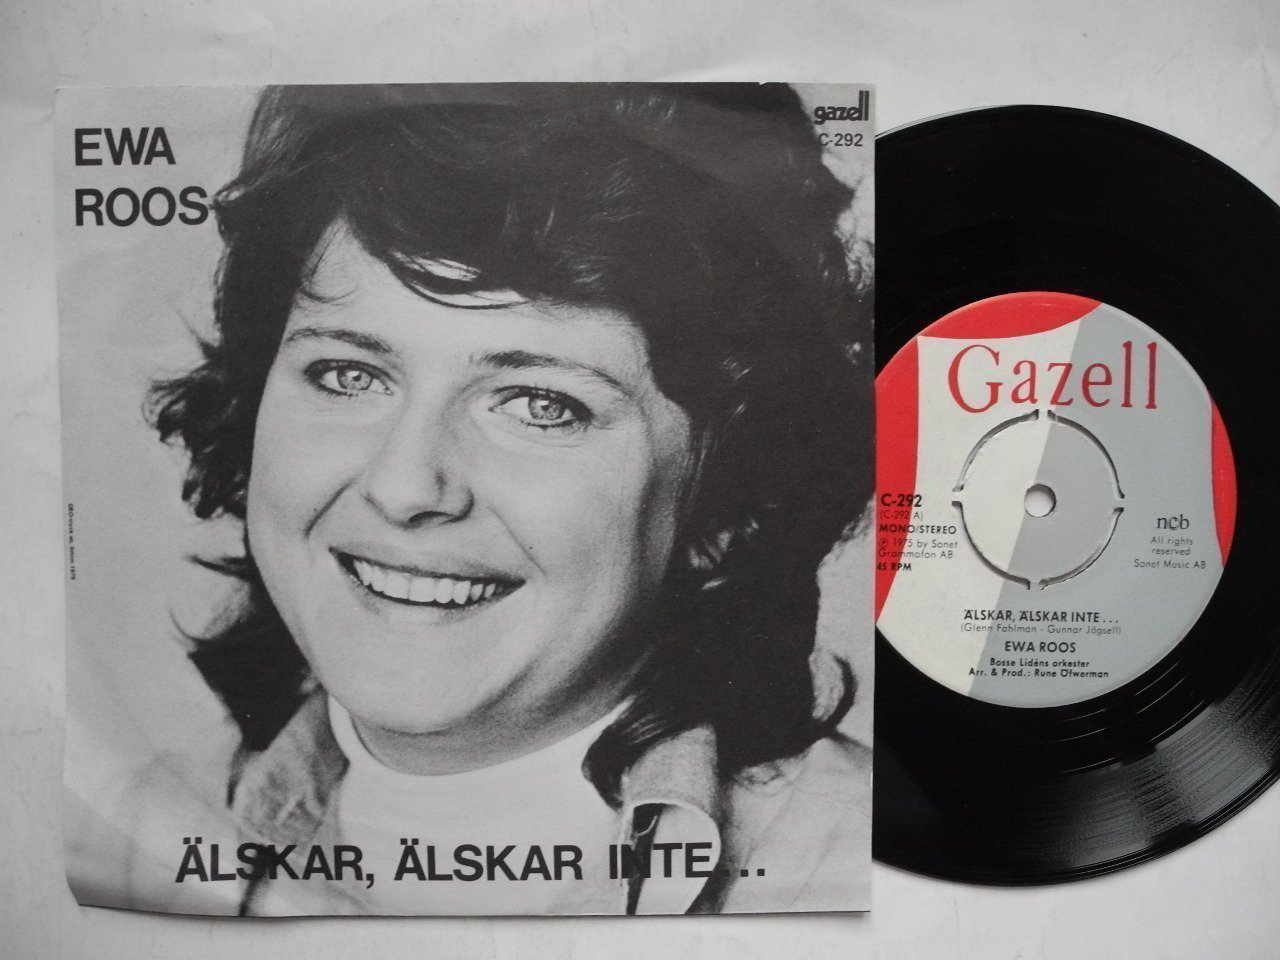 EWA
ROOS
gazell
C-292
ÄLSKAR, ÄLSKAR INTE...
Gazell
C-292
(C-292 A)
MONO/STEREO
℗ 1975 by Sonet
Grammofon AB
45 RPM
ncb
All rights
reserved
Sonet Music AB
ÄLSKAR, ÄLSKAR INTE...
(Glenn Fahlman - Gunnar Jägsell)
EWA ROOS
Bosse Lidéns orkester
Arr. & Prod.: Rune Öfwerman